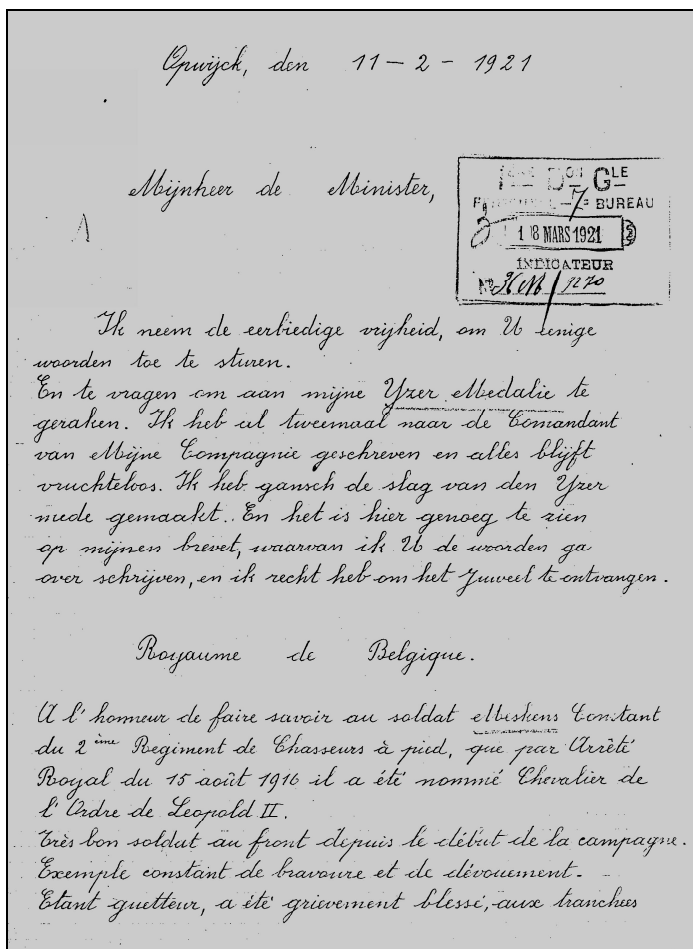 Opwijck, den 11 - 2 - 1921
Mijnheer de Minister,
D GLE
7e BUREAU
18 MARS 1921
INDICATEUR
No
Ik neem de eerbiedige vrijheid, om U eenige
woorden toe te sturen.
En te vragen om aan mijne Yzer Medalie te
geraken. Ik heb al tweemaal naar de Comandant
van Mijne Compagnie geschreven en alles blijft
vruchteloos. Ik heb gansch de slag van den Yzer
mede gemaakt. En het is hier genoeg te zien
op mijnen brevet, waarvan ik U de woorden ga
over schrijven, en ik recht heb om het Juweel te ontvangen.
Royaume de Belgique.
A l' honneur de faire savoir au soldat Meskens Constant
du 2ème Regiment de Chasseurs à pied, que par Arrêté
Royal du 15 août 1916 il a été nommé Chevalier de
l' Ordre de Leopold II.
Très bon soldat au front depuis le début de la campagne.
Exemple constant de bravoure et de dévouement.
Etant guetteur, a été grievement blessé, aux tranchées